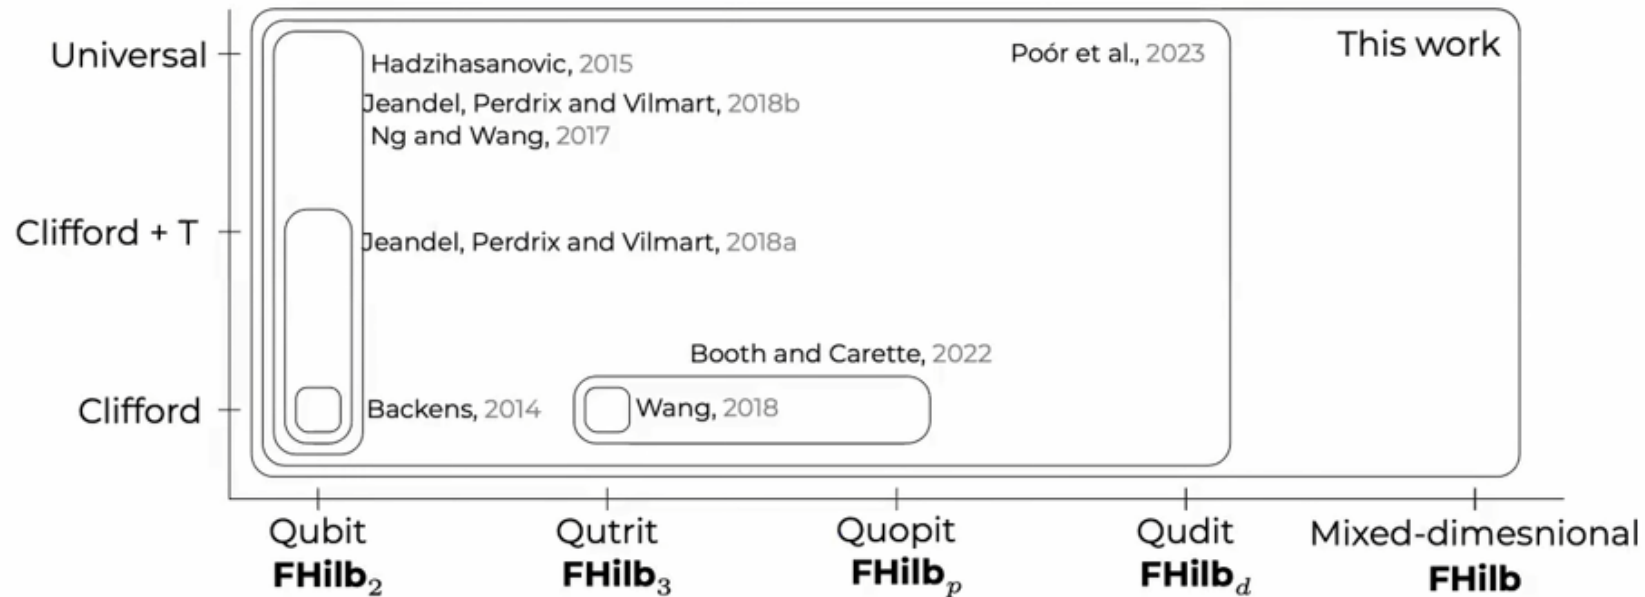 Universal
Hadzihasanovic, 2015
Poór et al., 2023
This work
Jeandel, Perdrix and Vilmart, 2018b
Ng and Wang, 2017
Clifford + T
Jeandel, Perdrix and Vilmart, 2018a
Booth and Carette, 2022
Clifford
Backens, 2014
Wang, 2018
Qubit
FHilb₂
Qutrit
FHilb₃
Quopit
FHilbₚ
Qudit
FHilb_d
Mixed-dimesnional
FHilb